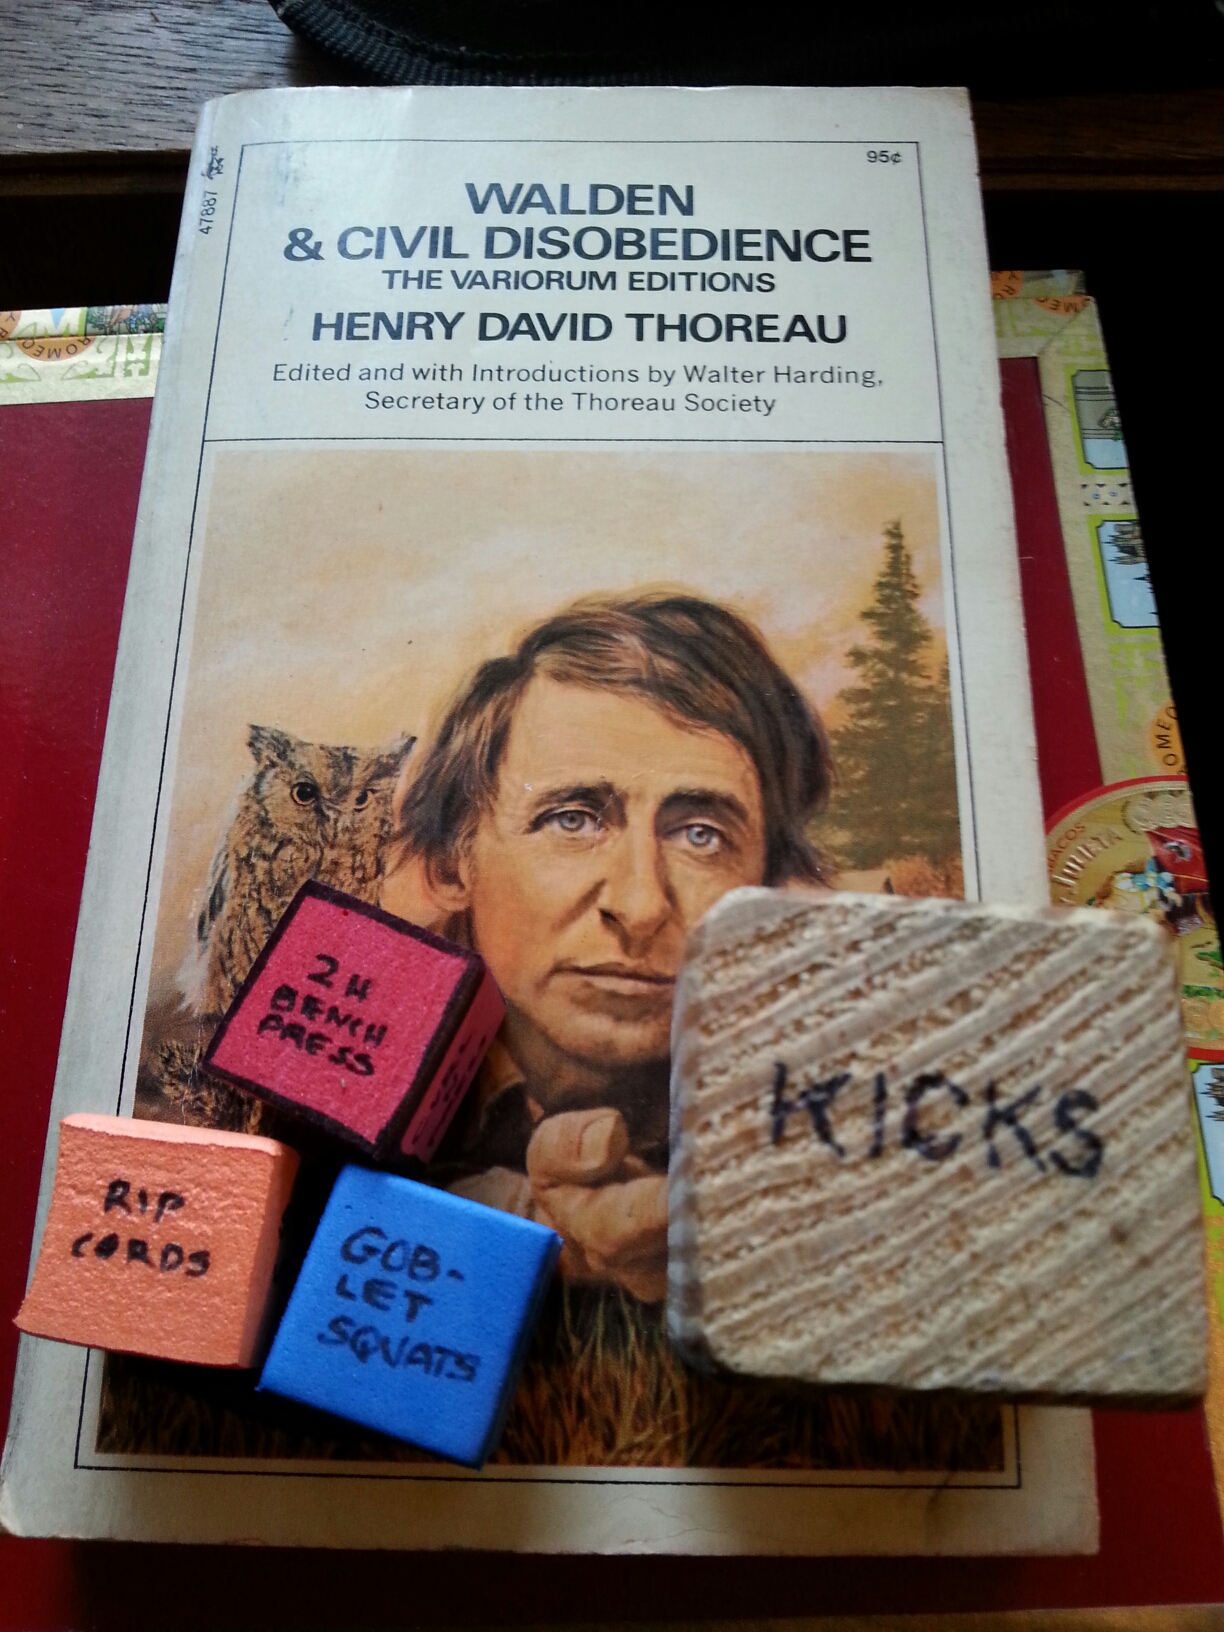 95¢
47887
WALDEN
& CIVIL DISOBEDIENCE
THE VARIORUM EDITIONS
HENRY DAVID THOREAU
Edited and with Introductions by Walter Harding,
Secretary of the Thoreau Society
2H
BENCH
PRESS
RIP
CORDS
GOB-
LET
SQUATS
KICKS